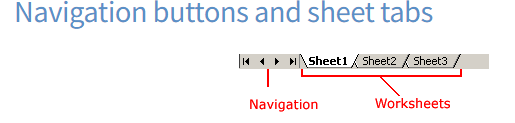 Navigation buttons and sheet tabs
Sheet1 Sheet2 Sheet3
Navigation Worksheets